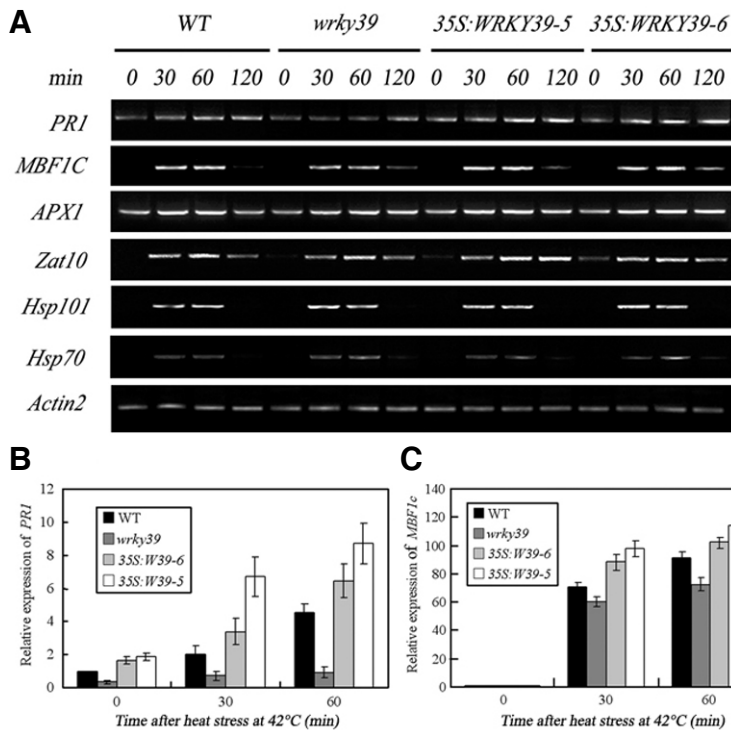 A
WT wrky39 35S:WRKY39-5 35S:WRKY39-6
min 0 30 60 120 0 30 60 120 0 30 60 120 0 30 60 120
PR1
MBF1C
APX1
Zat10
Hsp101
Hsp70
Actin2
B
Relative expression of PR1
12
10
8
6
4
2
0
WT
wrky39
35S:W39-6
35S:W39-5
0 30 60
Time after heat stress at 42°C (min)
C
Relative expression of MBF1c
140
120
100
80
60
40
20
0
WT
wrky39
35S:W39-6
35S:W39-5
0 30 60
Time after heat stress at 42°C (min)